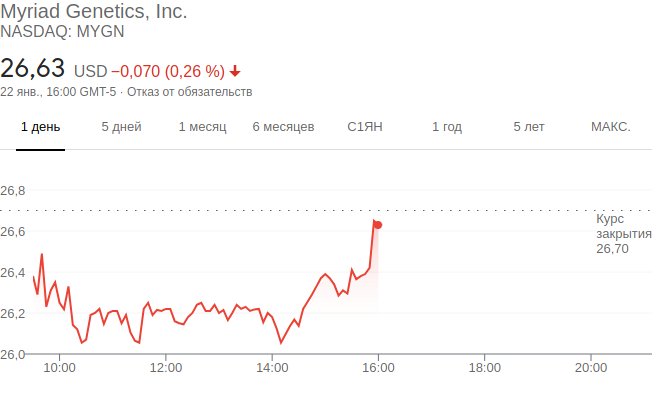 Myriad Genetics, Inc.
NASDAQ: MYGN
26,63 USD −0,070 (0,26 %)
22 янв., 16:00 GMT-5 · Отказ от обязательств
1 день 5 дней 1 месяц 6 месяцев С1ЯН 1 год 5 лет МАКС.
26,8
Курс
закрытия
26,70
26,6
26,4
26,2
26,0
10:00 12:00 14:00 16:00 18:00 20:00